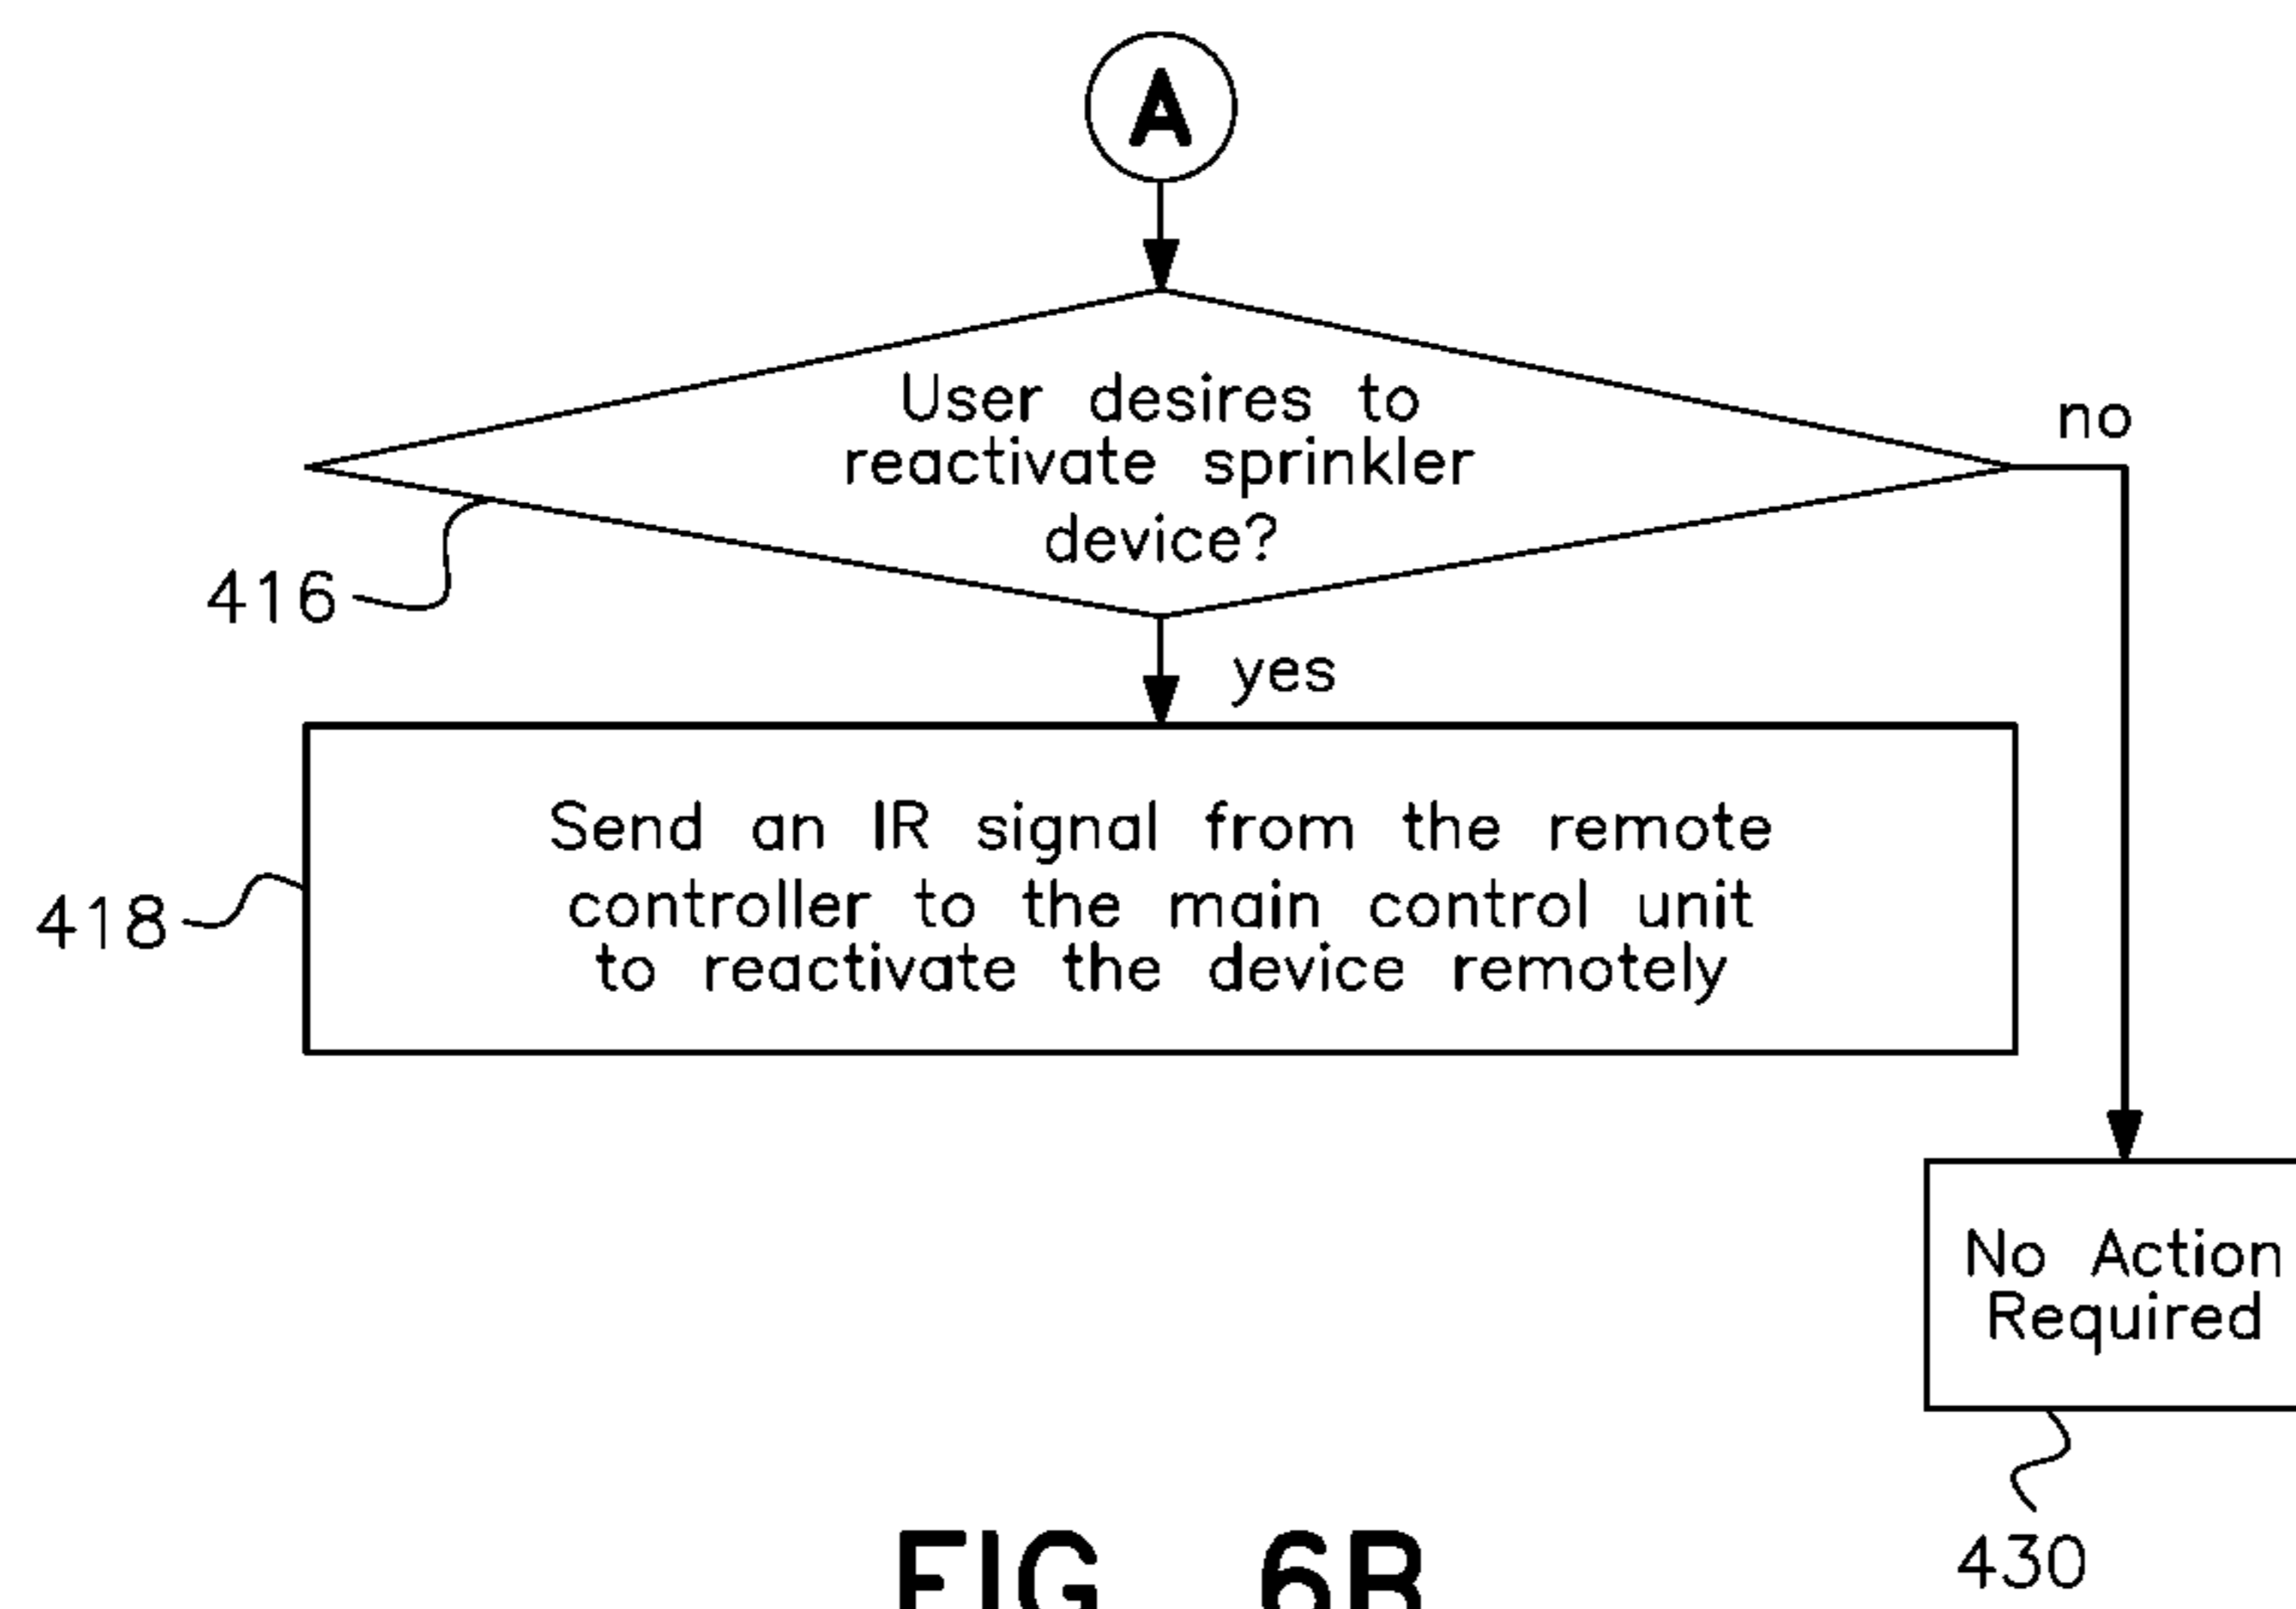 A
User desires to
reactivate sprinkler
device?
no
416
yes
Send an IR signal from the remote
controller to the main control unit
to reactivate the device remotely
418
No Action
Required
430
FIG. 6B